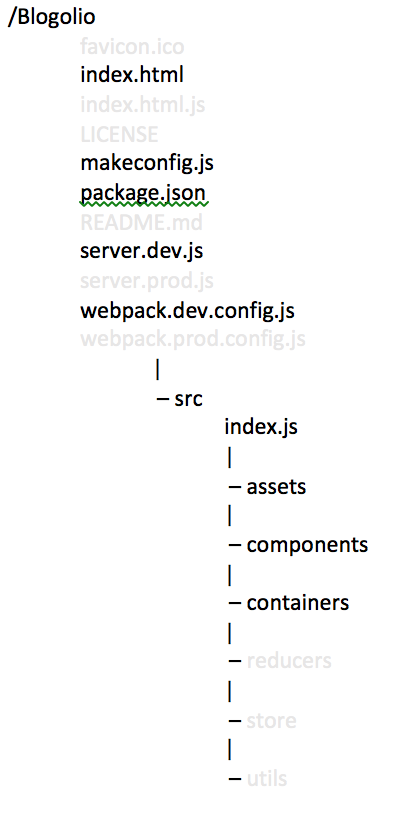 /Blogolio
favicon.ico
index.html
index.html.js
LICENSE
makeconfig.js
package.json
README.md
server.dev.js
server.prod.js
webpack.dev.config.js
webpack.prod.config.js
|
– src
index.js
|
– assets
|
– components
|
– containers
|
– reducers
|
– store
|
– utils